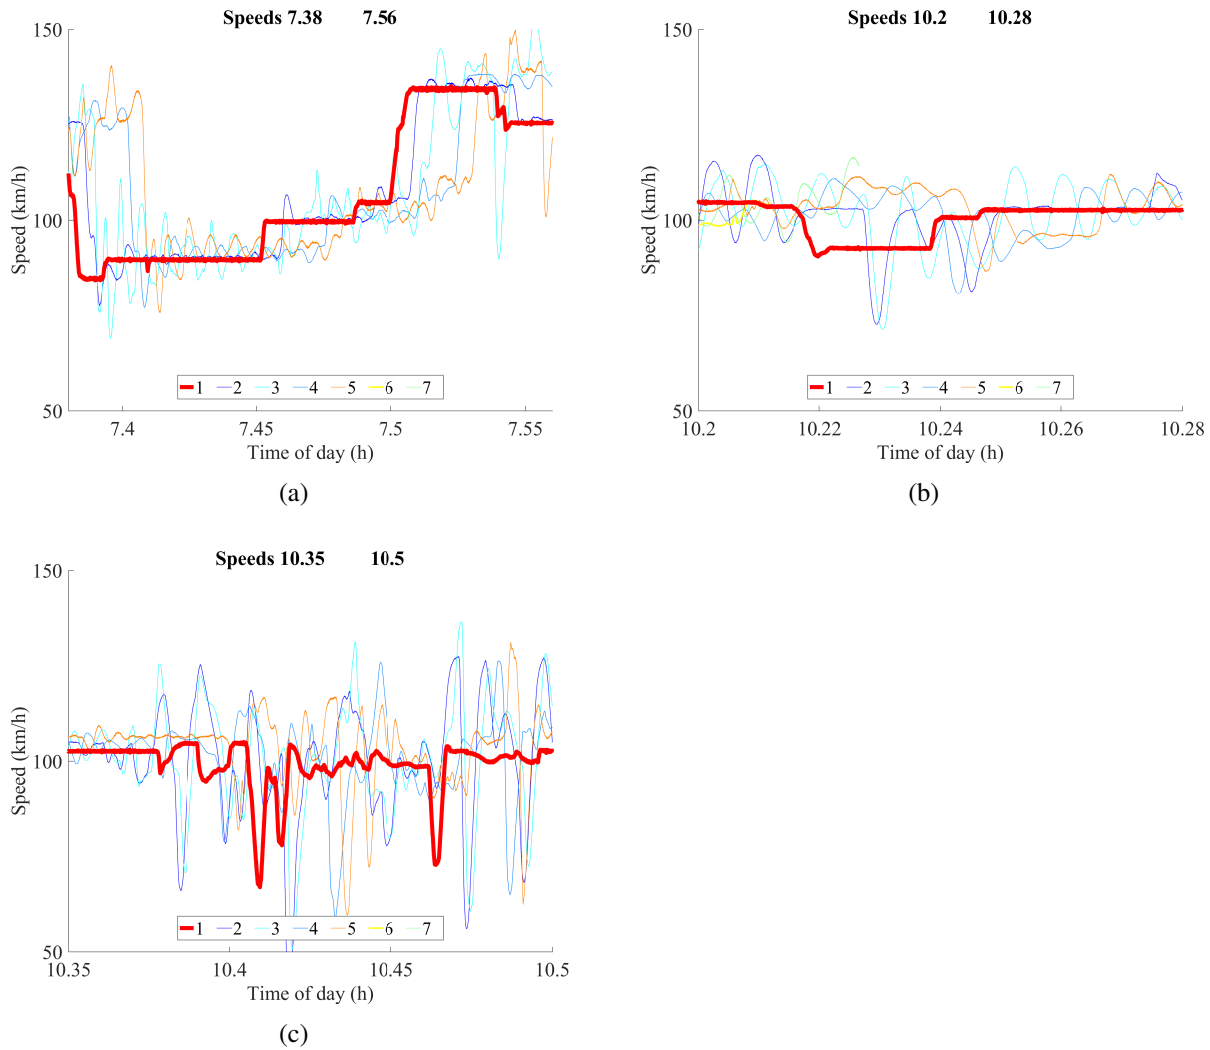 Speeds 7.38 7.56
150
100
50
Speed (km/h)
1 2 3 4 5 6 7
7.4 7.45 7.5 7.55
Time of day (h)
(a)
Speeds 10.2 10.28
150
100
50
Speed (km/h)
1 2 3 4 5 6 7
10.2 10.22 10.24 10.26 10.28
Time of day (h)
(b)
Speeds 10.35 10.5
150
100
50
Speed (km/h)
1 2 3 4 5 6 7
10.35 10.4 10.45 10.5
Time of day (h)
(c)